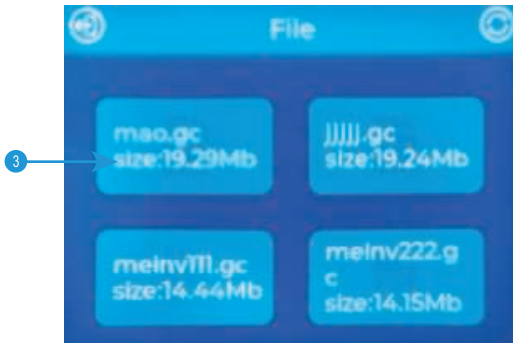 File
mao.gc
size:19.29Mb
jjjjj.gc
size:19.24Mb
3
meinv111.gc
size:14.44Mb
meinv222.g
c
size:14.15Mb